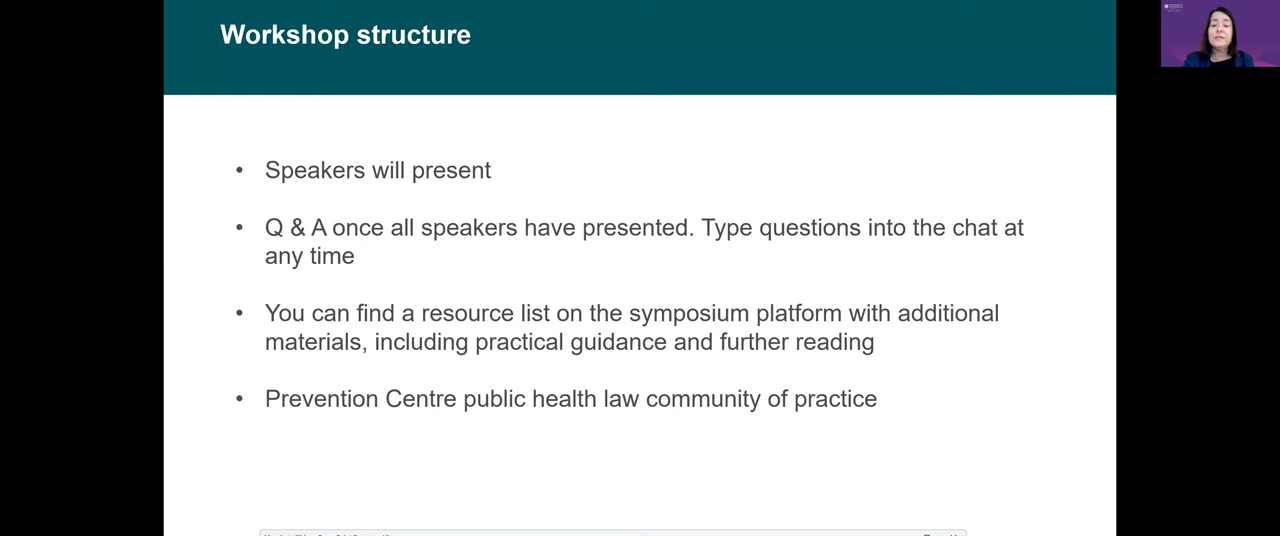 Workshop structure
• Speakers will present
• Q & A once all speakers have presented. Type questions into the chat at
any time
• You can find a resource list on the symposium platform with additional
materials, including practical guidance and further reading
• Prevention Centre public health law community of practice